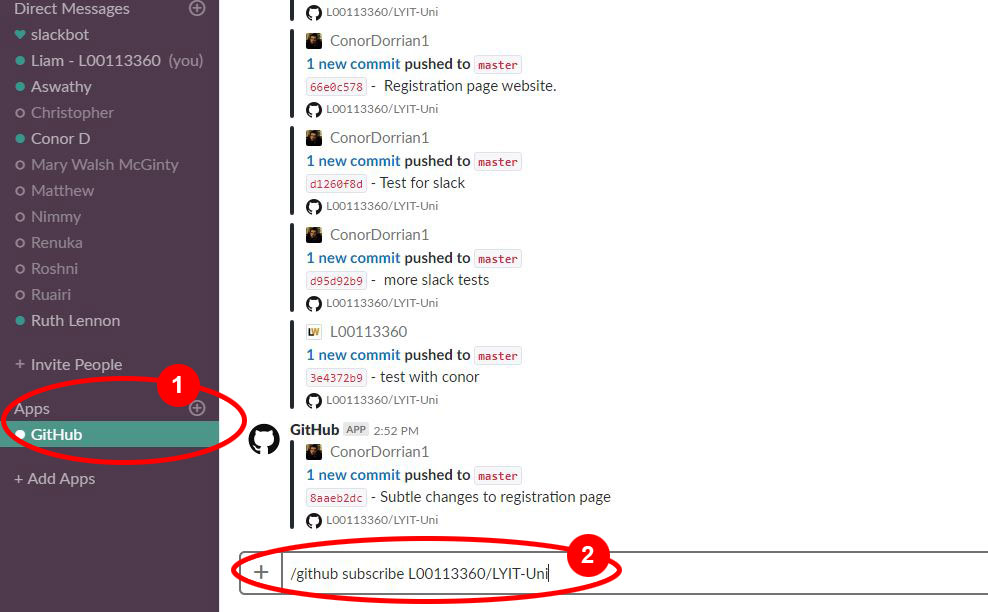 Direct Messages
slackbot
Liam - L00113360 (you)
Aswathy
Christopher
Conor D
Mary Walsh McGinty
Matthew
Nimmy
Renuka
Roshni
Ruairi
Ruth Lennon
+ Invite People
1
Apps
GitHub
+ Add Apps
L00113360/LYIT-Uni
ConorDorrian1
1 new commit pushed to master
66e0c578 - Registration page website.
L00113360/LYIT-Uni
ConorDorrian1
1 new commit pushed to master
d1260f8d - Test for slack
L00113360/LYIT-Uni
ConorDorrian1
1 new commit pushed to master
d95d92b9 - more slack tests
L00113360/LYIT-Uni
LW L00113360
1 new commit pushed to master
3e4372b9 - test with conor
L00113360/LYIT-Uni
GitHub APP 2:52 PM
ConorDorrian1
1 new commit pushed to master
8aaeb2dc - Subtle changes to registration page
L00113360/LYIT-Uni
2
+ /github subscribe L00113360/LYIT-Uni